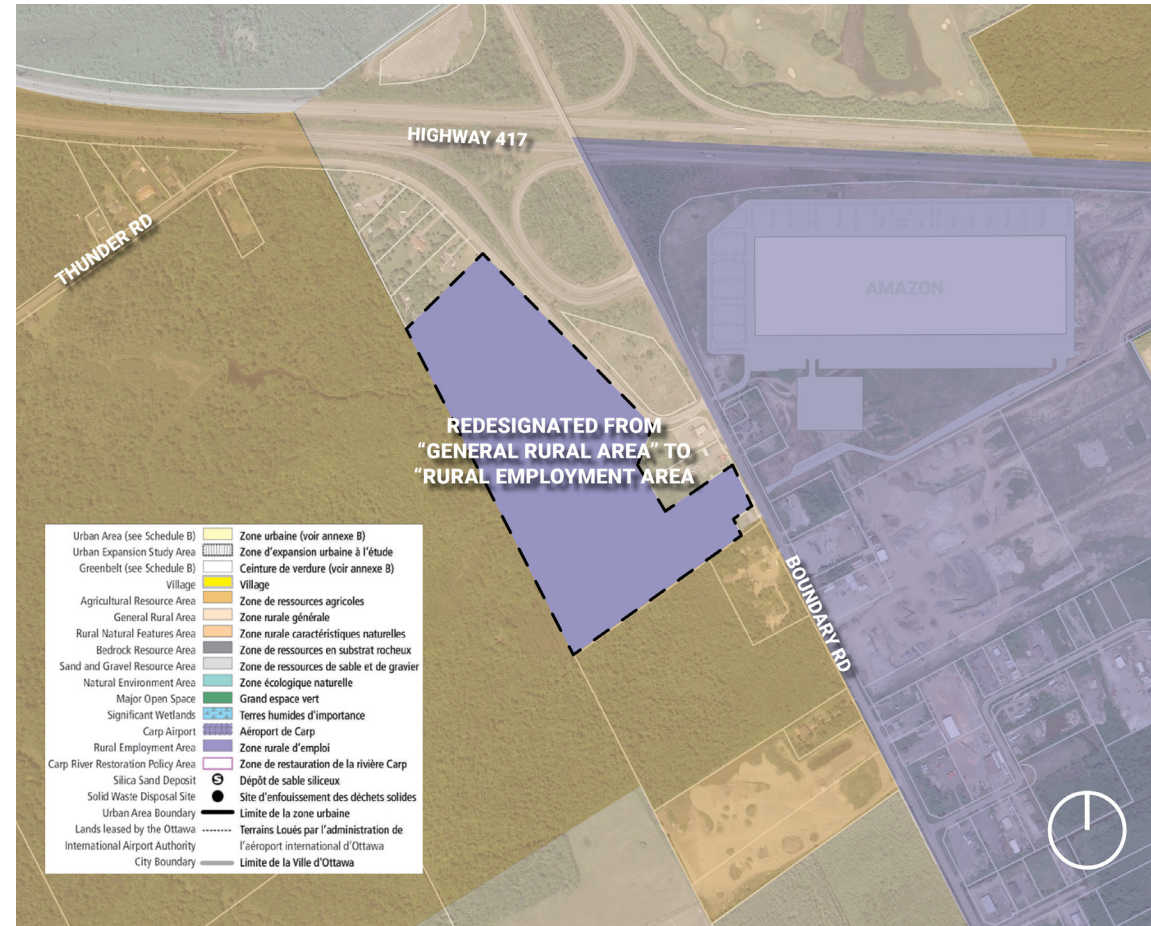 HIGHWAY 417
THUNDER RD
AMAZON
REDESIGNATED FROM
“GENERAL RURAL AREA” TO
“RURAL EMPLOYMENT AREA
BOUNDARY RD
Urban Area (see Schedule B) Zone urbaine (voir annexe B)
Urban Expansion Study Area Zone d'expansion urbaine à l'étude
Greenbelt (see Schedule B) Ceinture de verdure (voir annexe B)
Village Village
Agricultural Resource Area Zone de ressources agricoles
General Rural Area Zone rurale générale
Rural Natural Features Area Zone rurale caractéristiques naturelles
Bedrock Resource Area Zone de ressources en substrat rocheux
Sand and Gravel Resource Area Zone de ressources de sable et de gravier
Natural Environment Area Zone écologique naturelle
Major Open Space Grand espace vert
Significant Wetlands Terres humides d'importance
Carp Airport Aéroport de Carp
Rural Employment Area Zone rurale d'emploi
Carp River Restoration Policy Area Zone de restauration de la rivière Carp
Silica Sand Deposit S Dépôt de sable siliceux
Solid Waste Disposal Site Site d'enfouissement des déchets solides
Urban Area Boundary Limite de la zone urbaine
Lands leased by the Ottawa Terrains Loués par l'administration de
International Airport Authority l'aéroport international d'Ottawa
City Boundary Limite de la Ville d'Ottawa